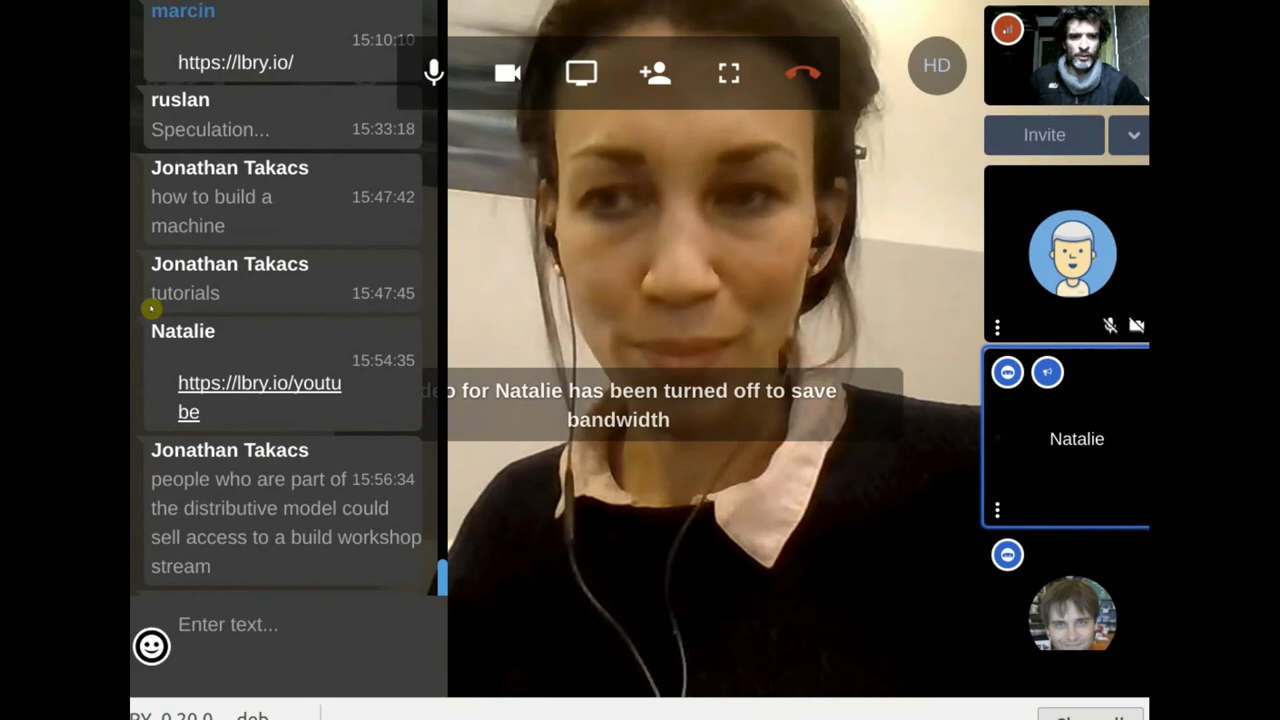 marcin
15:10:10
https://lbry.io/
ruslan
Speculation... 15:33:18
Jonathan Takacs
how to build a 15:47:42
machine
Jonathan Takacs
tutorials 15:47:45
Natalie
15:54:35
https://lbry.io/youtu
be
Jonathan Takacs
people who are part of 15:56:34
the distributive model could
sell access to a build workshop
stream
Enter text...
HD
for Natalie has been turned off to save
bandwidth
Invite
Natalie